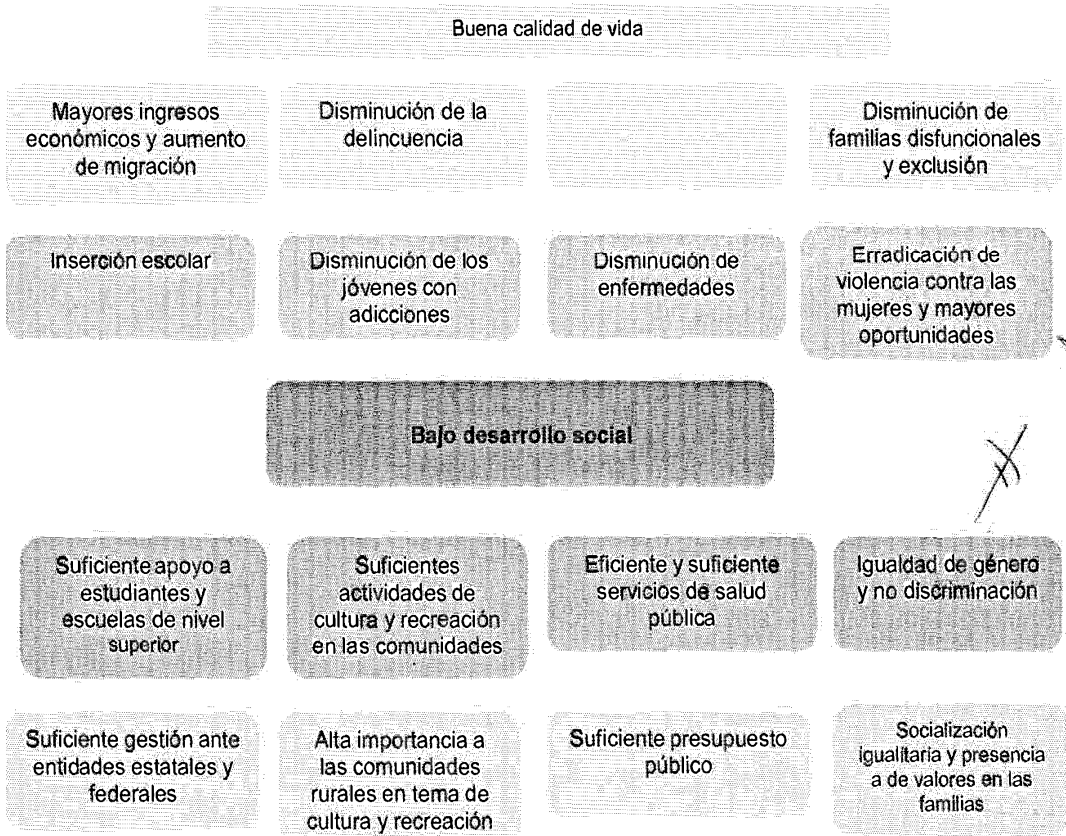 Buena calidad de vida
Mayores ingresos
económicos y aumento
de migración
Disminución de la
delincuencia
Disminución de
familias disfuncionales
y exclusión
Inserción escolar
Disminución de los
jóvenes con
adicciones
Disminución de
enfermedades
Erradicación de
violencia contra las
mujeres y mayores
oportunidades
Bajo desarrollo social
Suficiente apoyo a
estudiantes y
escuelas de nivel
superior
Suficientes
actividades de
cultura y recreación
en las comunidades
Eficiente y suficiente
servicios de salud
pública
Igualdad de género
y no discriminación
Suficiente gestión ante
entidades estatales y
federales
Alta importancia a
las comunidades
rurales en tema de
cultura y recreación
Suficiente presupuesto
público
Socialización
igualitaria y presencia
a de valores en las
familias